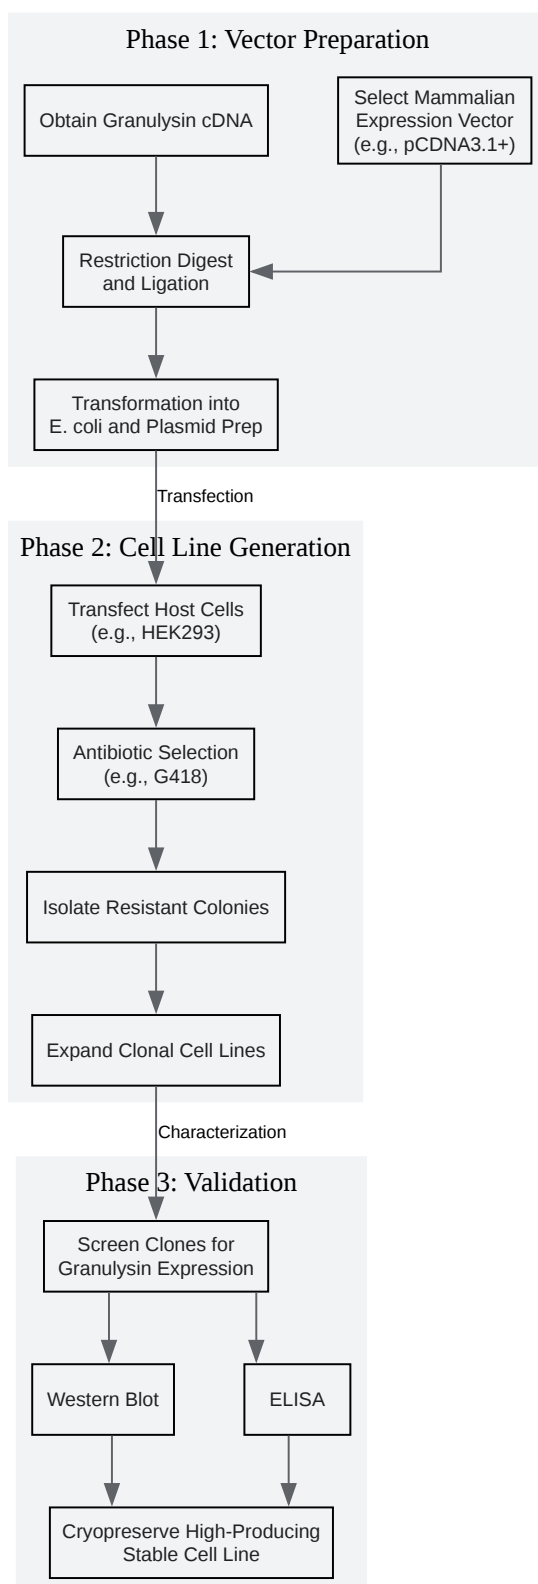 Phase 1: Vector Preparation
Obtain Granulysin cDNA
Select Mammalian
Expression Vector
(e.g., pCDNA3.1+)
Restriction Digest
and Ligation
Transformation into
E. coli and Plasmid Prep
Transfection
Phase 2: Cell Line Generation
Transfect Host Cells
(e.g., HEK293)
Antibiotic Selection
(e.g., G418)
Isolate Resistant Colonies
Expand Clonal Cell Lines
Characterization
Phase 3: Validation
Screen Clones for
Granulysin Expression
Western Blot
ELISA
Cryopreserve High-Producing
Stable Cell Line